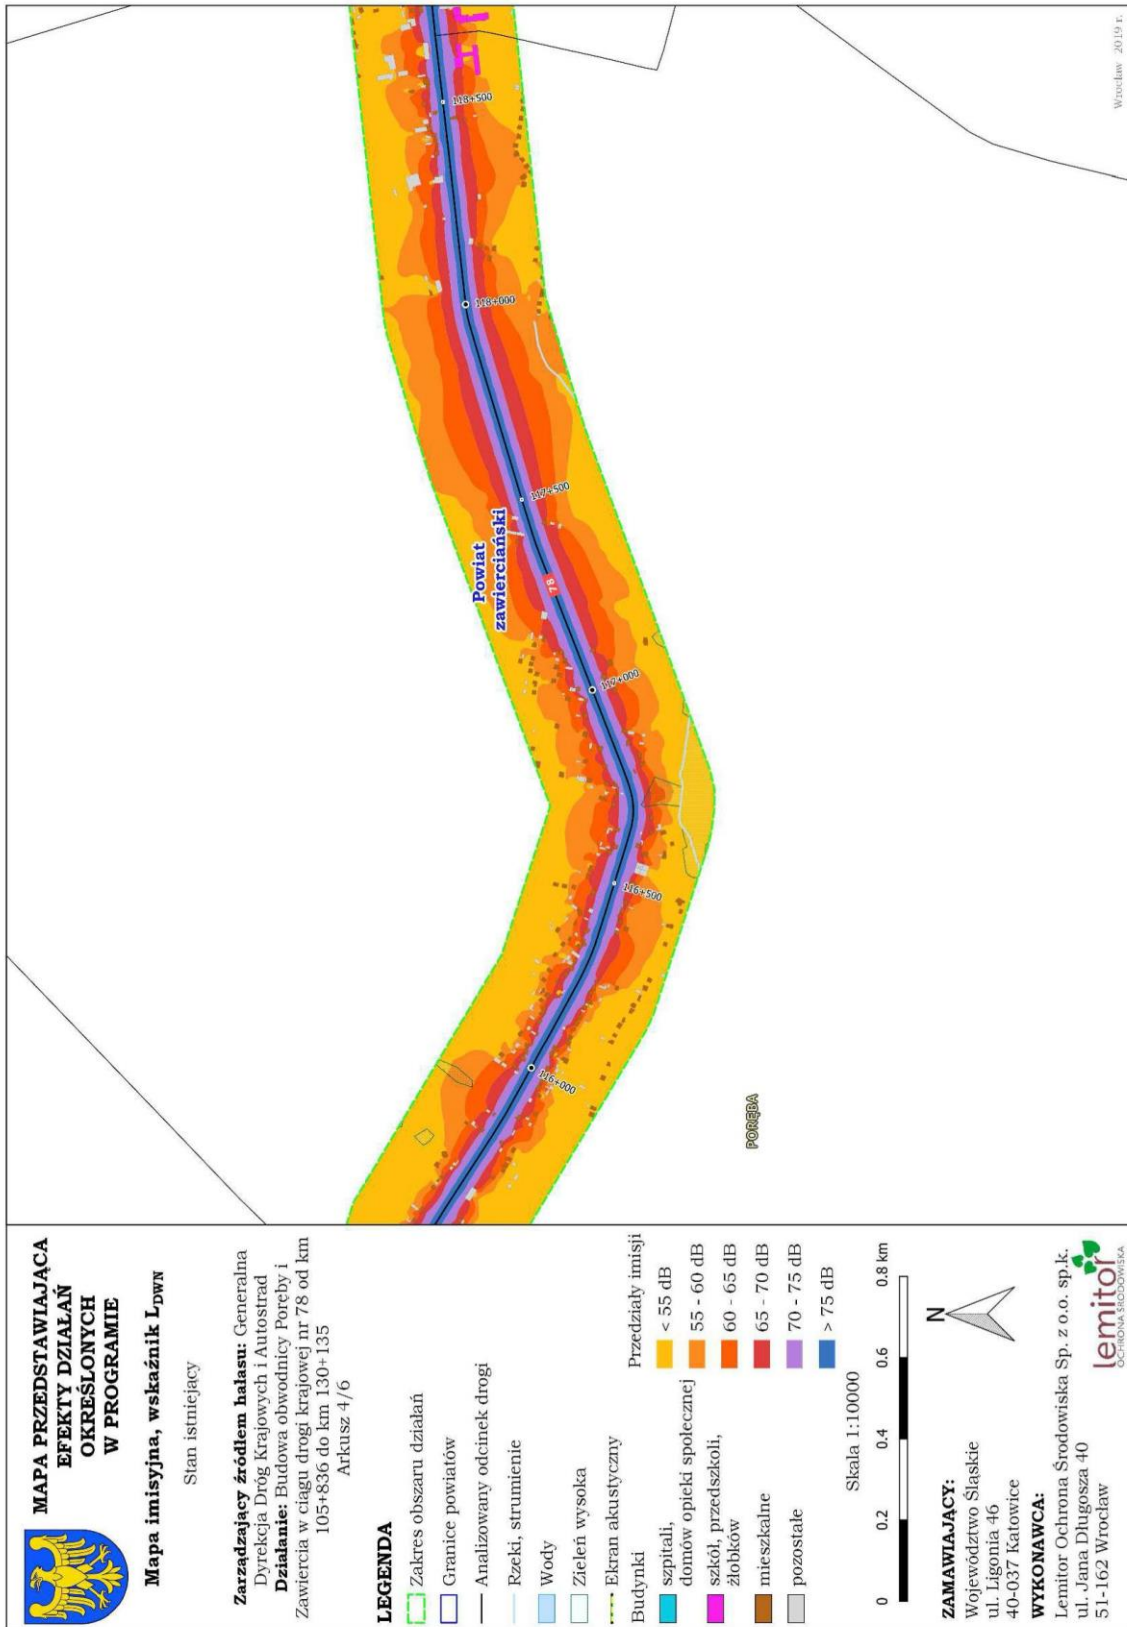 MAPA PRZEDSTAWIAJĄCA
EFEKTY DZIAŁAŃ
OKREŚLONYCH
W PROGRAMIE
Mapa imisyjna, wskaźnik LDWN
Stan istniejący
Zarządzający źródłem hałasu: Generalna
Dyrekcja Dróg Krajowych i Autostrad
Działanie: Budowa obwodnicy Poręby i
Zawiercia w ciągu drogi krajowej nr 78 od km
105+836 do km 130+135
Arkusz 4/6
LEGENDA
Zakres obszaru działań
Granice powiatów
Analizowany odcinek drogi
Rzeki, strumienie
Wody
Zieleń wysoka
Ekran akustyczny
Budynki
szpitali,
domów opieki społecznej
szkół, przedszkoli,
żłobków
mieszkalne
pozostałe
Przedziały imisji
< 55 dB
55 - 60 dB
60 - 65 dB
65 - 70 dB
70 - 75 dB
> 75 dB
Skala 1:10000
0 0.2 0.4 0.6 0.8 km
N
ZAMAWIAJĄCY:
Województwo Śląskie
ul. Ligonia 46
40-037 Katowice
WYKONAWCA:
Lemitor Ochrona Środowiska Sp. z o.o. sp.k.
ul. Jana Długosza 40
51-162 Wrocław
lemitor
OCHRONA ŚRODOWISKA
116+000
116+500
117+000
78
Powiat
zawierciański
117+500
118+000
118+500
PORĘBA
Wrocław 2019 r.